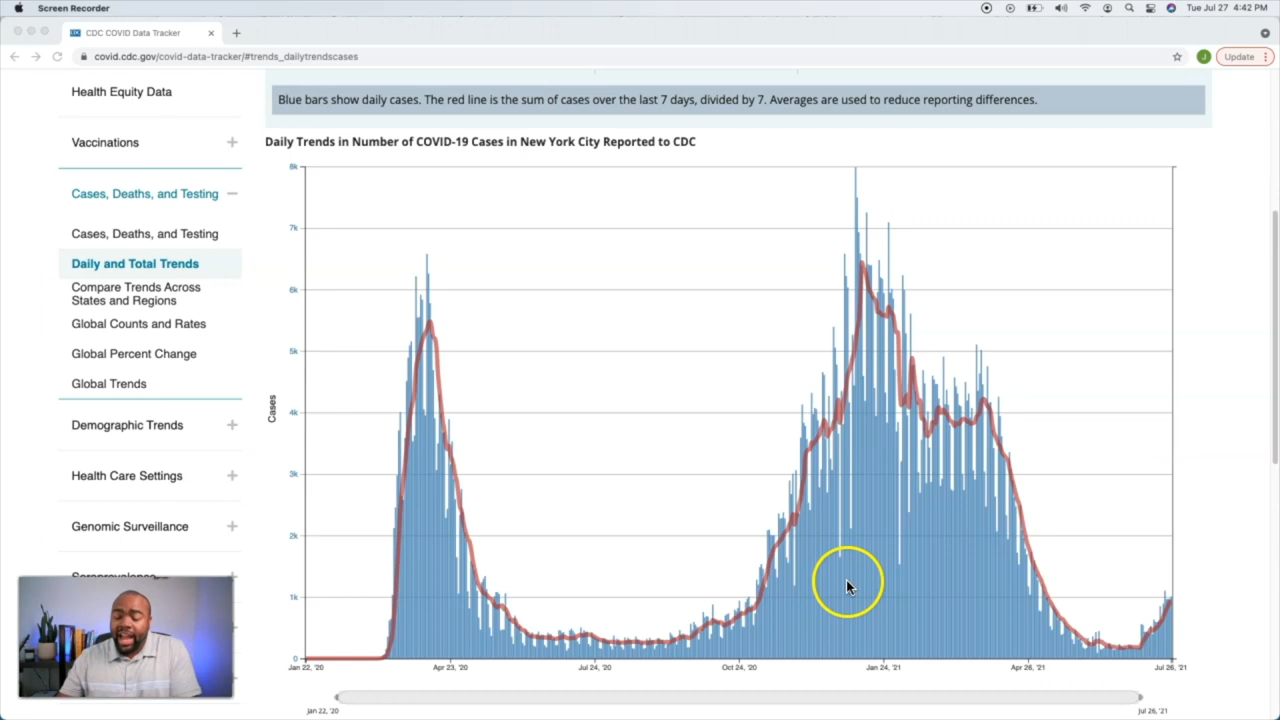 Screen Recorder
Tue Jul 27 4:42 PM
CDC COVID Data Tracker
covid.cdc.gov/covid-data-tracker/#trends_dailytrendscases
J
Update
Health Equity Data
Vaccinations
Cases, Deaths, and Testing
Cases, Deaths, and Testing
Daily and Total Trends
Compare Trends Across
States and Regions
Global Counts and Rates
Global Percent Change
Global Trends
Demographic Trends
Health Care Settings
Genomic Surveillance
Seroprevalence
Blue bars show daily cases. The red line is the sum of cases over the last 7 days, divided by 7. Averages are used to reduce reporting differences.
Daily Trends in Number of COVID-19 Cases in New York City Reported to CDC
8k
7k
6k
5k
4k
3k
2k
1k
0
Cases
Jan 22, '20
Apr 23, '20
Jul 24, '20
Oct 24, '20
Jan 24, '21
Apr 26, '21
Jul 26, '21
Jan 22, '20
Jul 26, '21